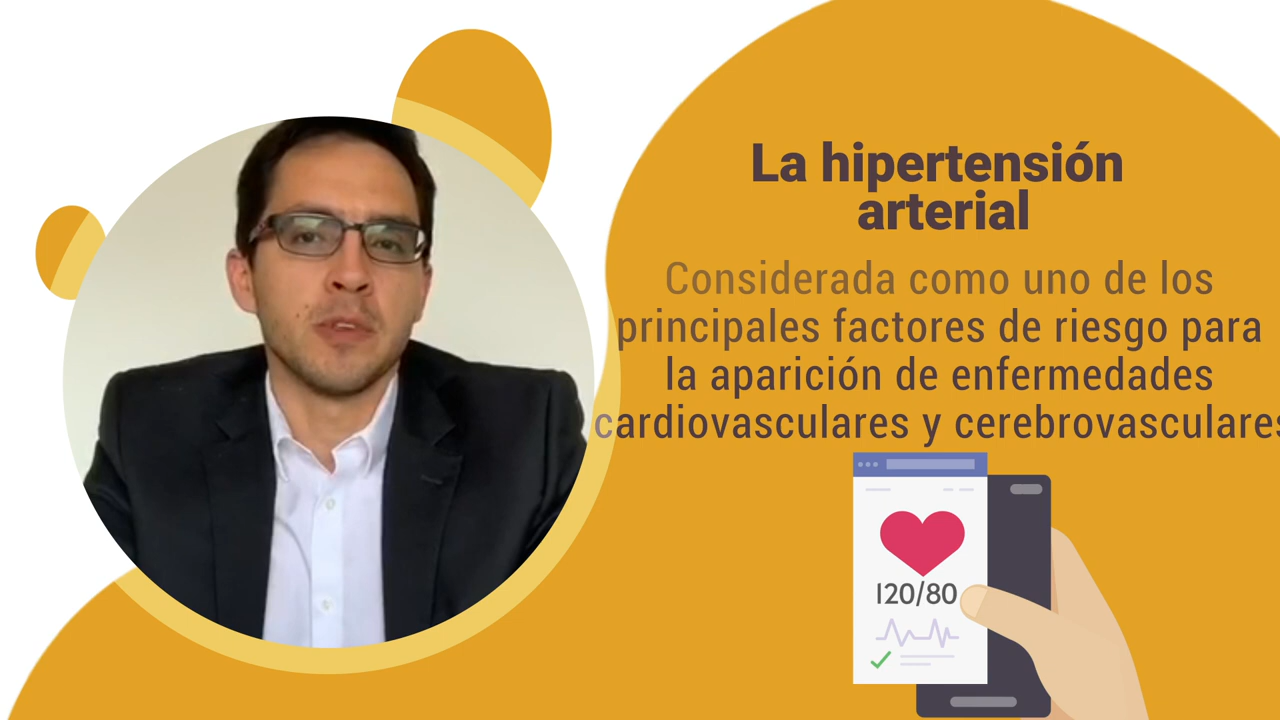 La hipertensión
arterial
Considerada como uno de los
principales factores de riesgo para
la aparición de enfermedades
cardiovasculares y cerebrovasculares
120/80